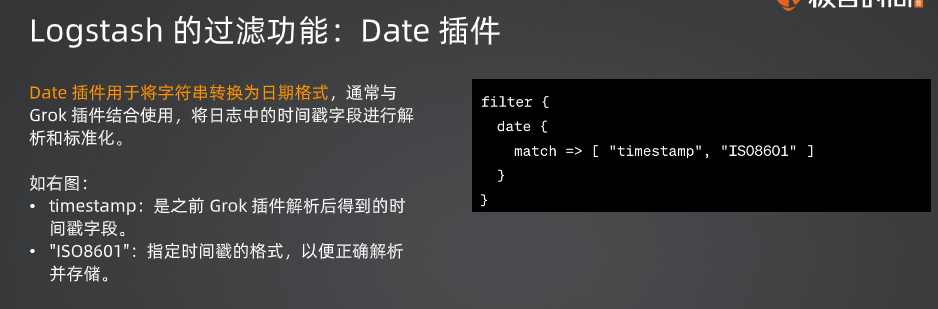 Logstash 的过滤功能：Date 插件
Date 插件用于将字符串转换为日期格式，通常与
Grok 插件结合使用，将日志中的时间戳字段进行解
析和标准化。
如右图：
• timestamp：是之前 Grok 插件解析后得到的时
间戳字段。
• "ISO8601"：指定时间戳的格式，以便正确解析
并存储。
filter {
date {
match => [ "timestamp", "ISO8601" ]
}
}